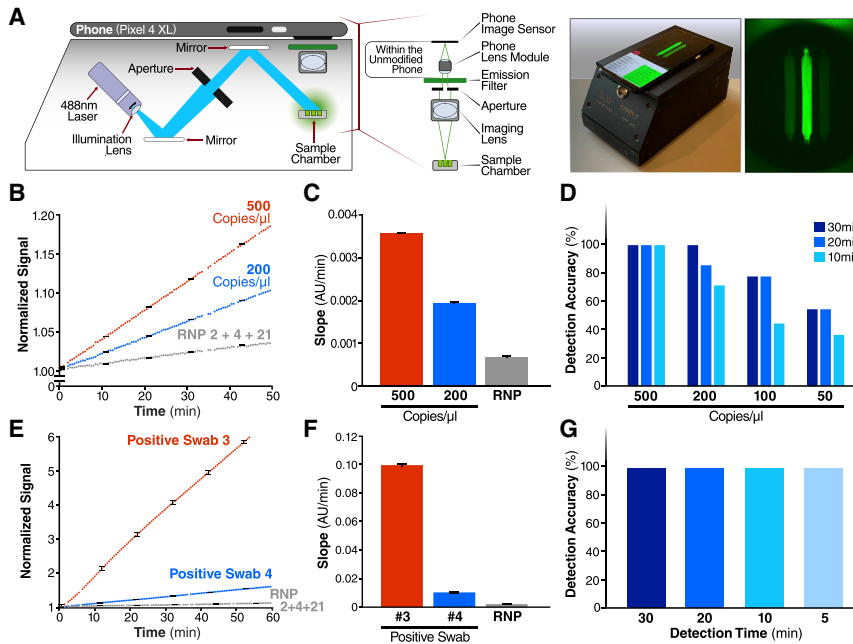 A
Phone (Pixel 4 XL)
Mirror
Aperture
488nm
Laser
Illumination
Lens
Mirror
Sample
Chamber
Phone
Image Sensor
Within the
Unmodified
Phone
Phone
Lens Module
Emission
Filter
Aperture
Imaging
Lens
Sample
Chamber
B
Normalized Signal
1.20
1.15
1.10
1.05
1.00
0
0 10 20 30 40 50
Time (min)
500
Copies/µl
200
Copies/µl
RNP 2 + 4 + 21
C
Slope (AU/min)
0.004
0.003
0.002
0.001
0
500 200 RNP
Copies/µl
D
Detection Accuracy (%)
100
80
60
40
20
0
30mi
20mi
10mi
500 200 100 50
Copies/µl
E
Normalized Signal
6
5
4
3
2
1
0 10 20 30 40 50 60
Time (min)
Positive Swab 3
Positive Swab 4
RNP
2+4+21
F
Slope (AU/min)
0.12
0.10
0.08
0.06
0.04
0.02
0
#3 #4 RNP
Positive Swab
G
Detection Accuracy (%)
100
80
60
40
20
0
30 20 10 5
Detection Time (min)